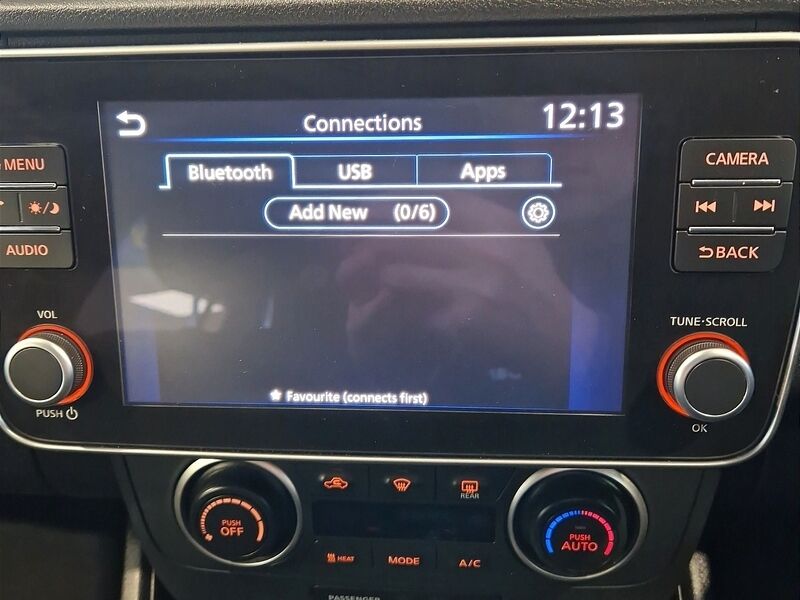 Connections 12:13
Bluetooth USB Apps
Add New (0/6)
Favourite (connects first)
MENU
AUDIO
VOL
PUSH
CAMERA
BACK
TUNE·SCROLL
OK
REAR
PUSH
OFF
PUSH
AUTO
HEAT MODE A/C
PASSENGER